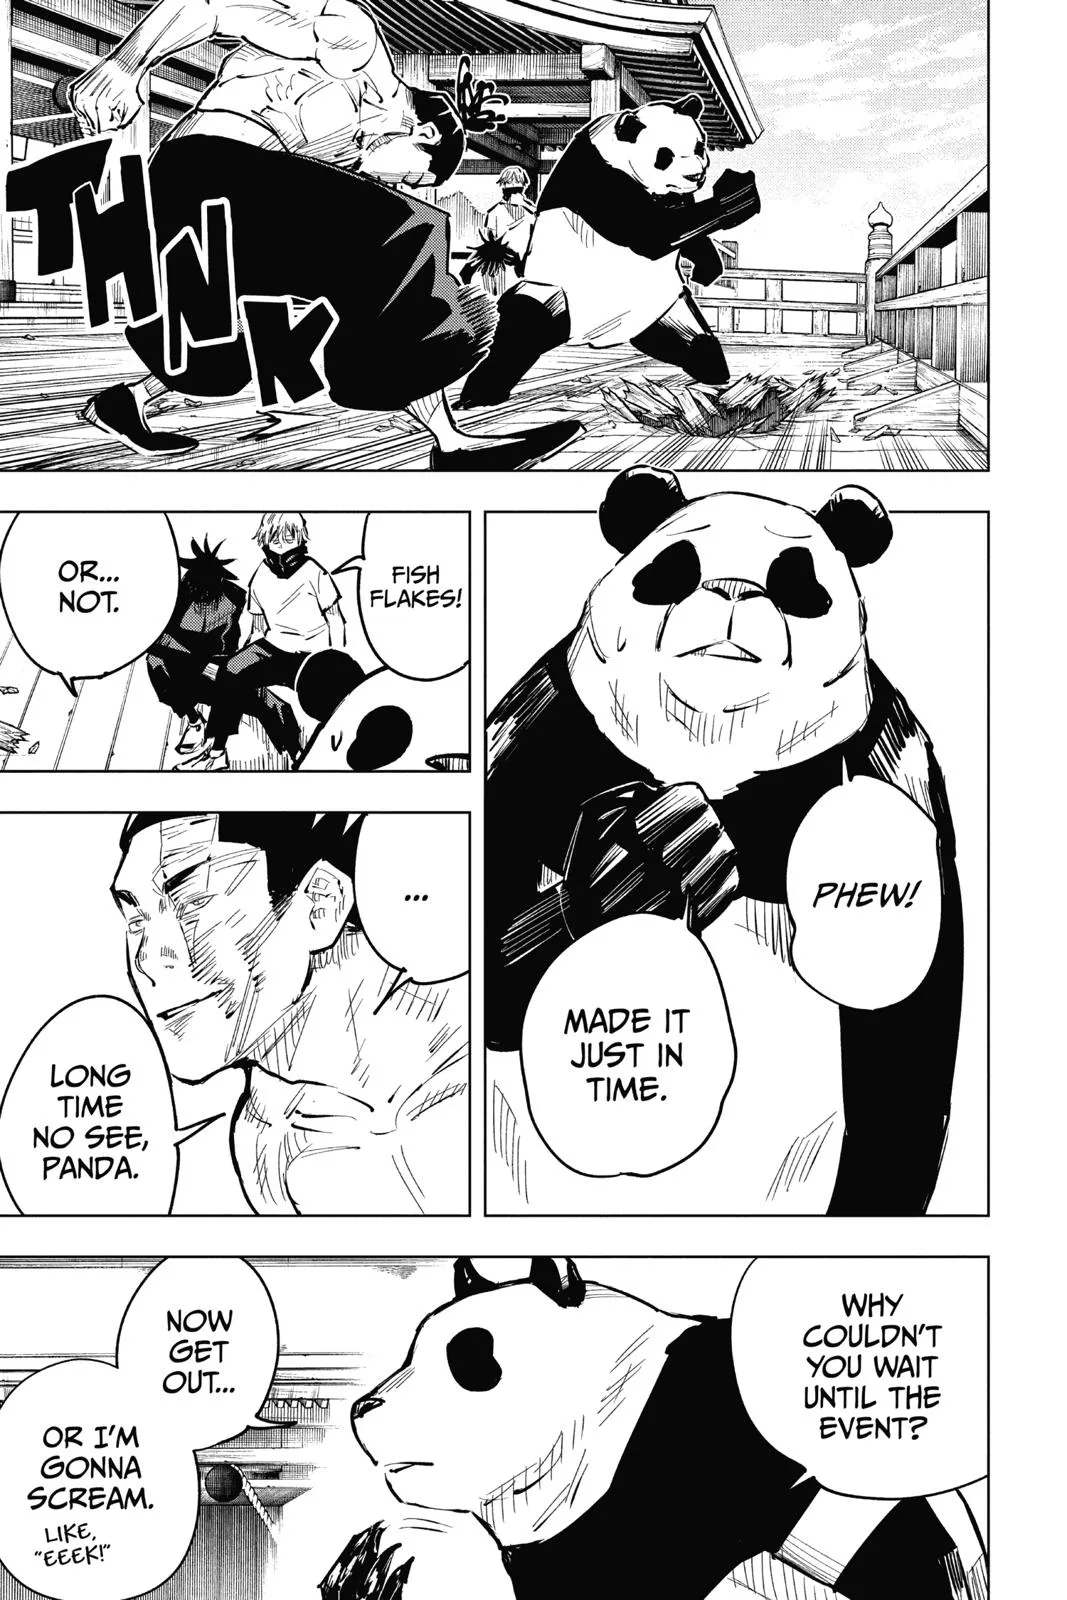 THNK
PHEW!
MADE IT
JUST IN
TIME.
FISH
FLAKES!
OR...
NOT.
...
LONG
TIME
NO SEE,
PANDA.
WHY
COULDN'T
YOU WAIT
UNTIL THE
EVENT?
NOW
GET
OUT...
OR I'M
GONNA
SCREAM.
LIKE,
"EEEK!"